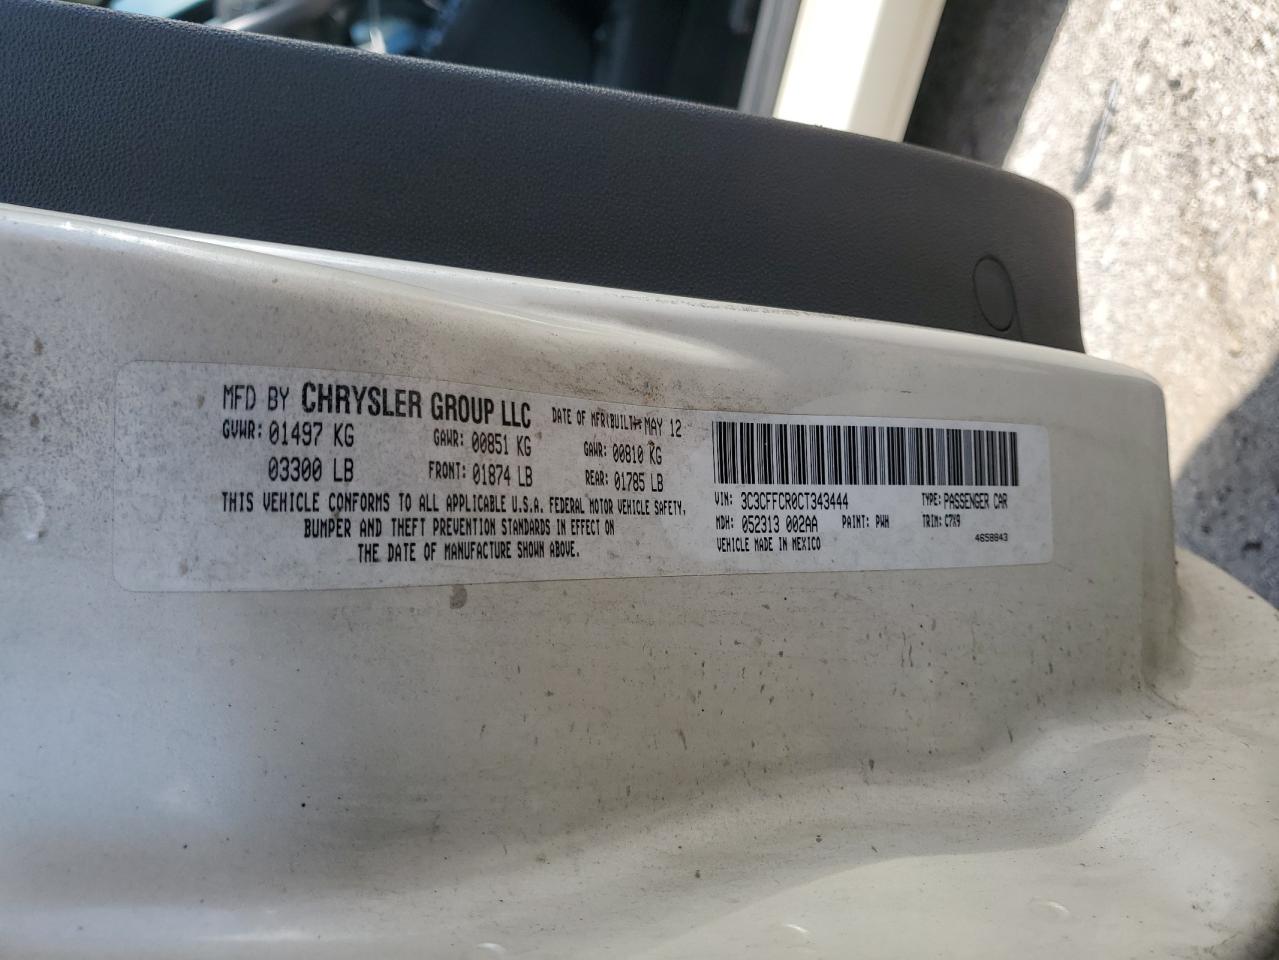 MFD BY CHRYSLER GROUP LLC DATE OF MFR(BUILT): MAY 12
GVWR: 01497 KG GAWR: 00851 KG GAWR: 00810 KG
03300 LB FRONT: 01874 LB REAR: 01785 LB
THIS VEHICLE CONFORMS TO ALL APPLICABLE U.S.A. FEDERAL MOTOR VEHICLE SAFETY,
BUMPER AND THEFT PREVENTION STANDARDS IN EFFECT ON
THE DATE OF MANUFACTURE SHOWN ABOVE.
VIN: 3C3CFFCR0CT343444 TYPE: PASSENGER CAR
MDH: 052313 002AA PAINT: PWH TRIM: C7X9
VEHICLE MADE IN MEXICO 4658843